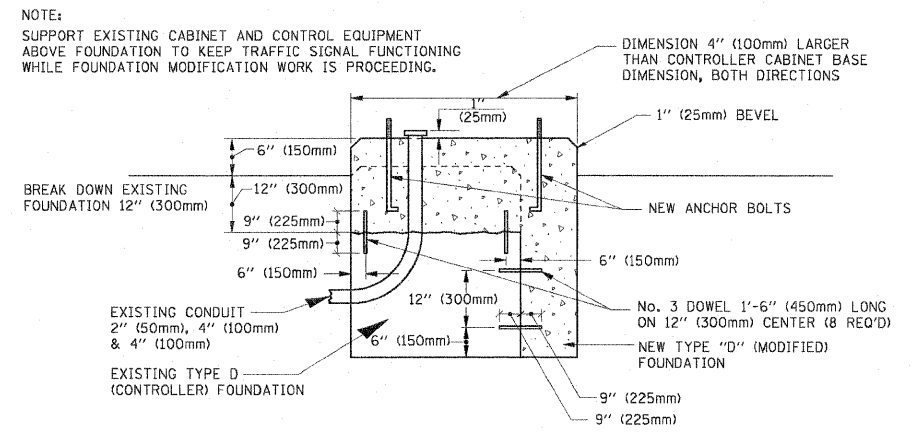 NOTE:
SUPPORT EXISTING CABINET AND CONTROL EQUIPMENT
ABOVE FOUNDATION TO KEEP TRAFFIC SIGNAL FUNCTIONING
WHILE FOUNDATION MODIFICATION WORK IS PROCEEDING.
DIMENSION 4" (100mm) LARGER
THAN CONTROLLER CABINET BASE
DIMENSION, BOTH DIRECTIONS
1"
(25mm)
1" (25mm) BEVEL
6" (150mm)
BREAK DOWN EXISTING
FOUNDATION 12" (300mm)
12" (300mm)
NEW ANCHOR BOLTS
9" (225mm)
9" (225mm)
6" (150mm)
6" (150mm)
EXISTING CONDUIT
2" (50mm), 4" (100mm)
& 4" (100mm)
12" (300mm)
No. 3 DOWEL 1'-6" (450mm) LONG
ON 12" (300mm) CENTER (8 REQ'D)
6" (150mm)
NEW TYPE "D" (MODIFIED)
FOUNDATION
EXISTING TYPE D
(CONTROLLER) FOUNDATION
9" (225mm)
9" (225mm)